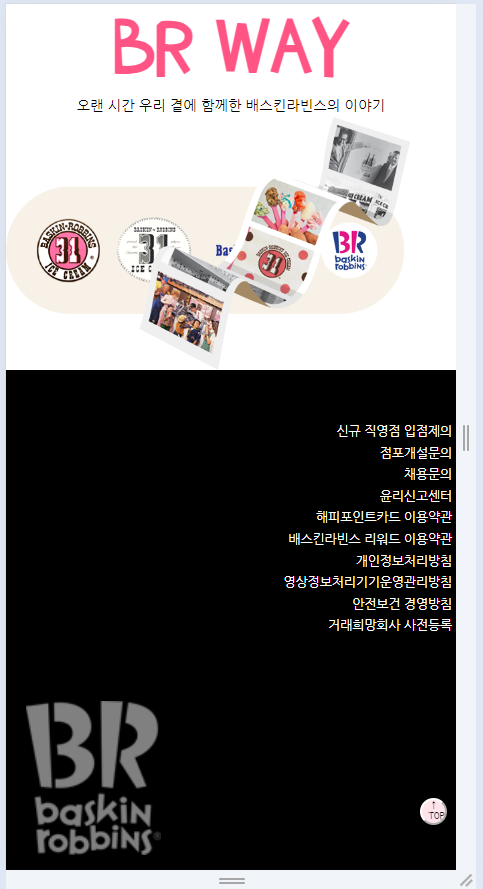 BR WAY
오랜 시간 우리 곁에 함께한 배스킨라빈스의 이야기
BASKIN-ROBBINS
31
ICE CREAM
BASKIN - ROBBINS
31
ICE
Bask
31
BR
baskin
robbins
신규 직영점 입점제의
점포개설문의
채용문의
윤리신고센터
해피포인트카드 이용약관
배스킨라빈스 리워드 이용약관
개인정보처리방침
영상정보처리기기운영관리방침
안전보건 경영방침
거래희망회사 사전등록
BR
baskin
robbins®
↑
TOP